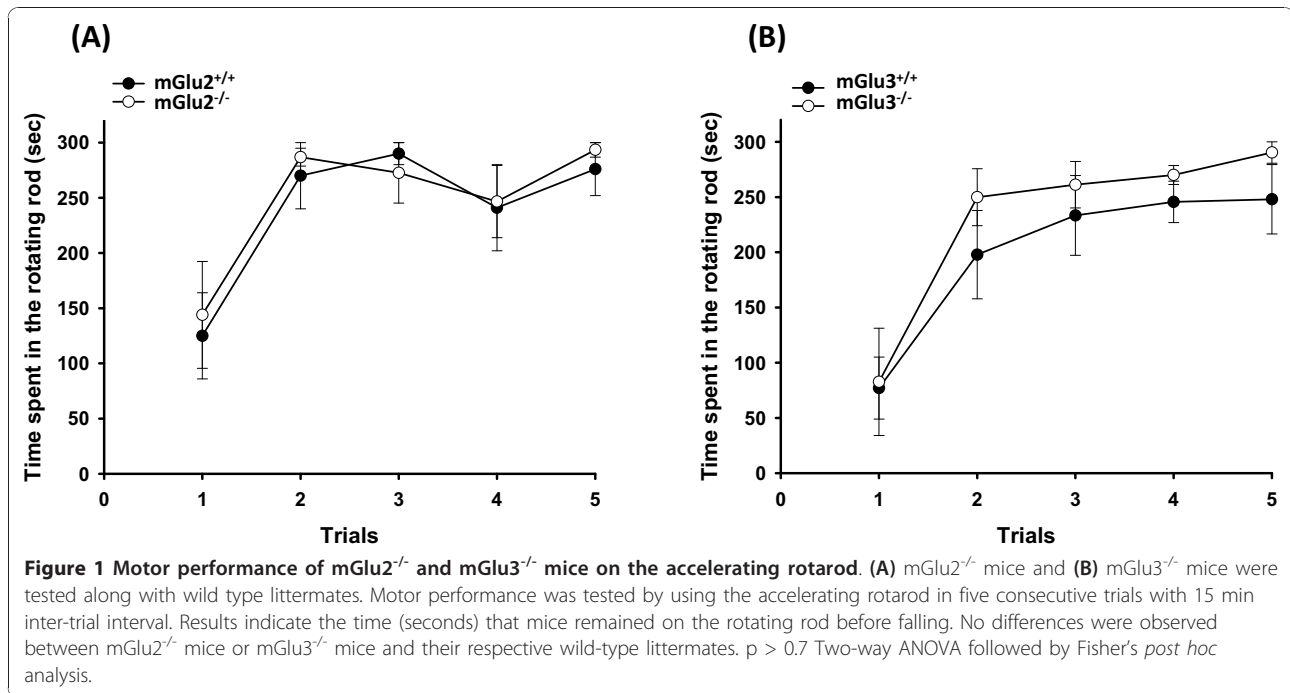 (A)
mGlu2+/+
mGlu2-/-
Time spent in the rotating rod (sec)
300
250
200
150
100
50
0
0 1 2 3 4 5
Trials
(B)
mGlu3+/+
mGlu3-/-
Time spent in the rotating rod (sec)
300
250
200
150
100
50
0
0 1 2 3 4 5
Trials
Figure 1 Motor performance of mGlu2-/- and mGlu3-/- mice on the accelerating rotarod. (A) mGlu2-/- mice and (B) mGlu3-/- mice were
tested along with wild type littermates. Motor performance was tested by using the accelerating rotarod in five consecutive trials with 15 min
inter-trial interval. Results indicate the time (seconds) that mice remained on the rotating rod before falling. No differences were observed
between mGlu2-/- mice or mGlu3-/- mice and their respective wild-type littermates. p > 0.7 Two-way ANOVA followed by Fisher's post hoc
analysis.